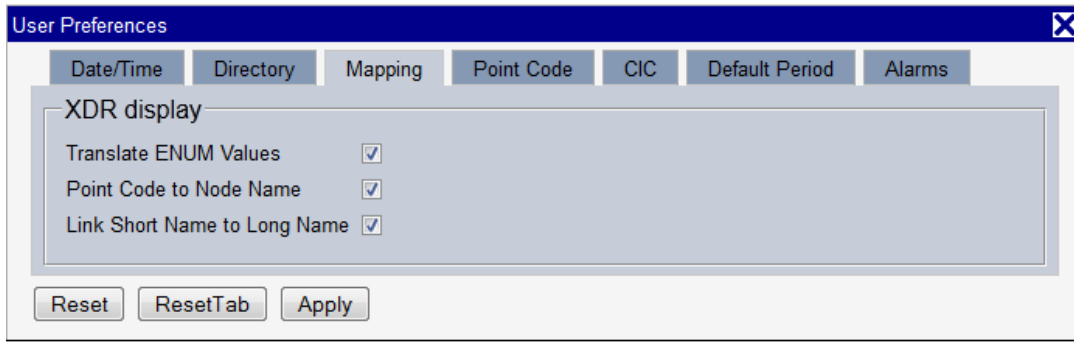 User Preferences
Date/Time Directory Mapping Point Code CIC Default Period Alarms
XDR display
Translate ENUM Values
Point Code to Node Name
Link Short Name to Long Name
Reset ResetTab Apply